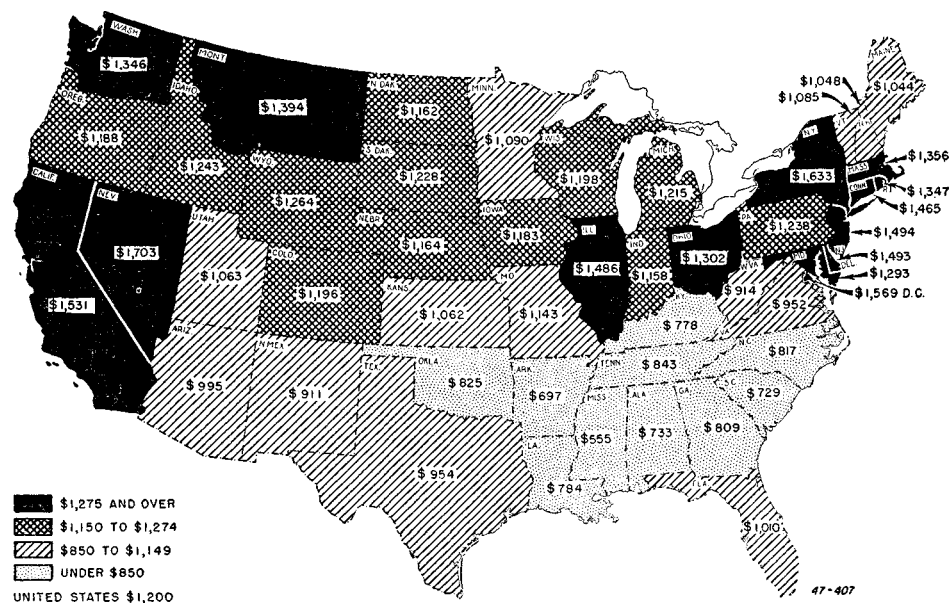 WASH.
$1,346
MONT.
$1,394
IDAHO
OREG.
$1,188
$1,243
WYO.
$1,264
N.DAK.
$1,162
S.DAK.
$1,228
MINN.
$1,090
WIS.
$1,198
MICH.
$1,215
$1,048
$1,085
MAINE
$1,044
VT.
N.H.
N.Y.
$1,633
MASS.
$1,356
CONN.
R.I.
$1,347
$1,465
CALIF.
$1,531
NEV.
$1,703
UTAH
$1,063
COLO.
$1,196
NEBR.
$1,164
IOWA
$1,183
ILL.
$1,486
IND.
$1,158
OHIO
$1,302
PA.
$1,238
N.J.
$1,494
DEL.
$1,493
MD.
$1,293
$1,569 D.C.
W.VA.
$914
VA.
$952
KANS.
$1,062
MO.
$1,143
KY.
$778
ARIZ.
$995
N.MEX.
$911
TEX.
$954
OKLA.
$825
ARK.
$697
TENN.
$843
N.C.
$817
S.C.
$729
LA.
$784
MISS.
$555
ALA.
$733
GA.
$809
FLA.
$1,010
$1,275 AND OVER
$1,150 TO $1,274
$850 TO $1,149
UNDER $850
UNITED STATES $1,200
47-407